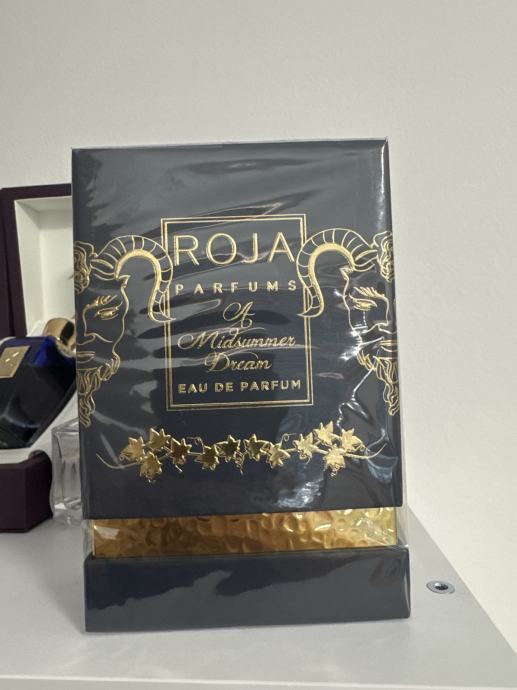 ROJA
PARFUMS
A
Midsummer
Dream
EAU DE PARFUM